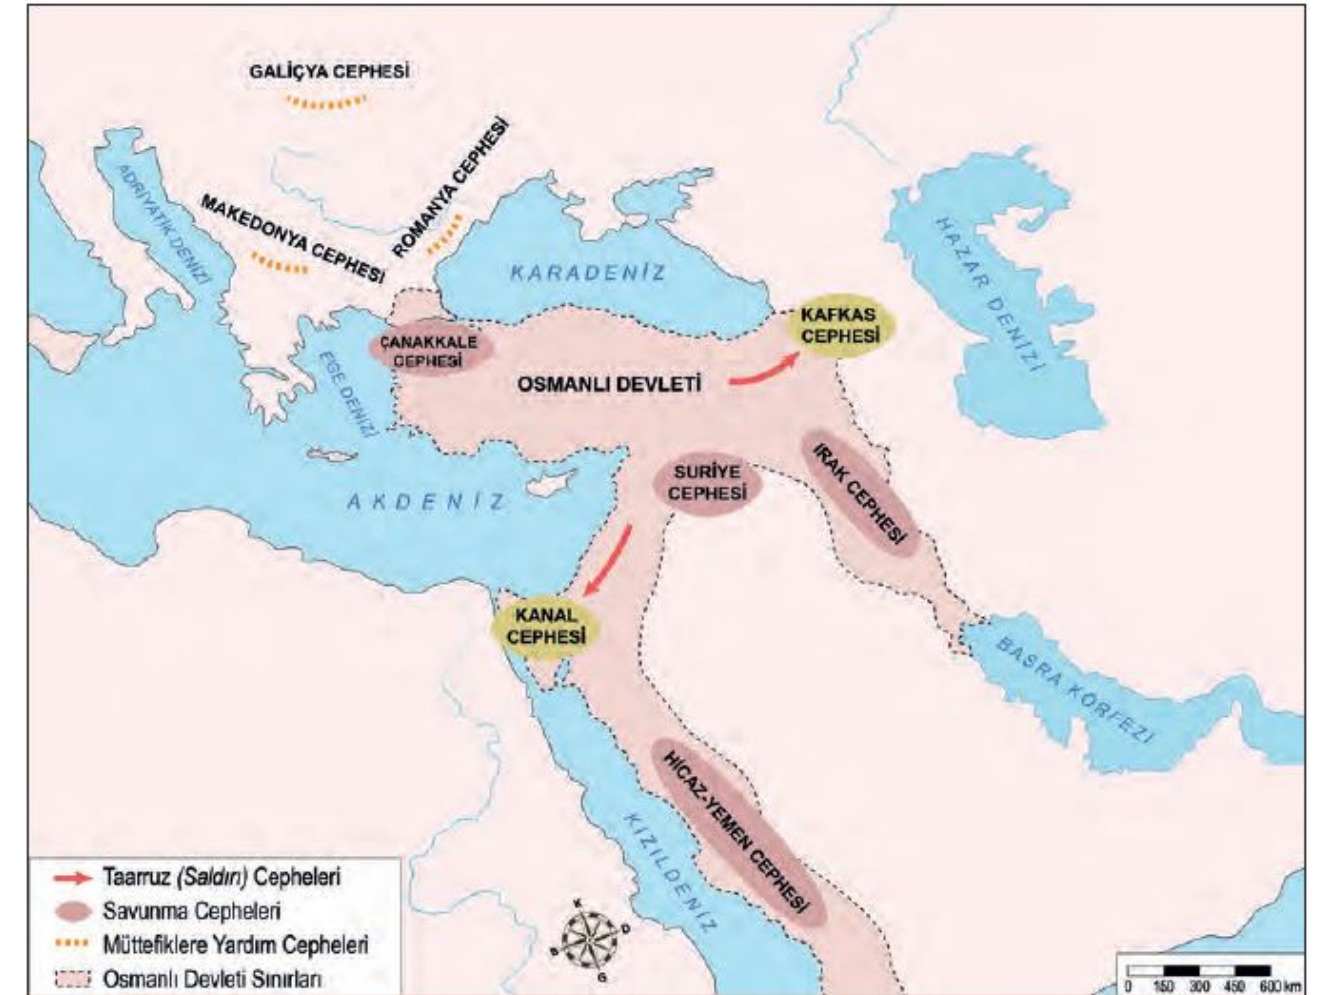 GALİÇYA CEPHESİ
ADRİYATİK DENİZİ
MAKEDONYA CEPHESİ
ROMANYA CEPHESİ
KARADENİZ
HAZAR DENİZİ
KAFKAS
CEPHESİ
ÇANAKKALE
CEPHESİ
EGE DENİZİ
OSMANLI DEVLETİ
SURİYE
CEPHESİ
IRAK CEPHESİ
AKDENİZ
KANAL
CEPHESİ
BASRA KÖRFEZİ
HİCAZ-YEMEN CEPHESİ
KIZILDENİZ
Taarruz (Saldırı) Cepheleri
Savunma Cepheleri
Müttefiklere Yardım Cepheleri
Osmanlı Devleti Sınırları
K
B
D
G
0 150 300 450 600 km